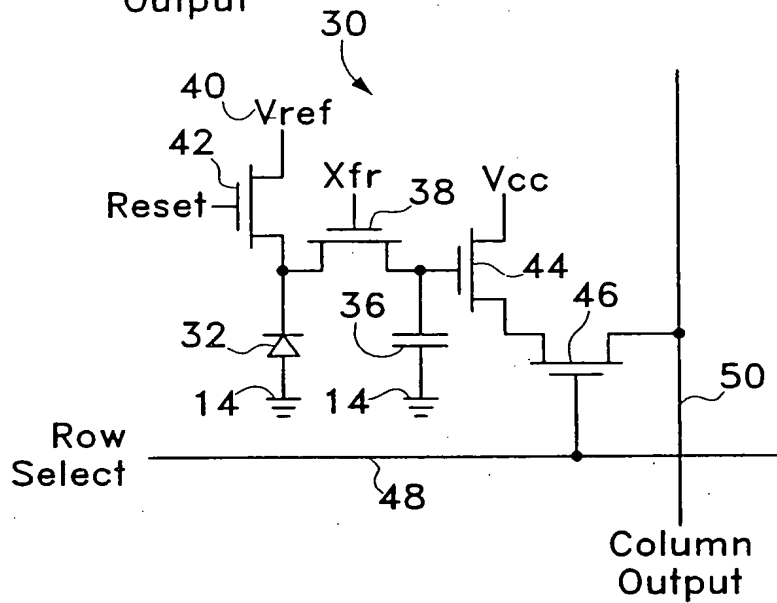 Output
30
40
Vref
42
Xfr
38
Vcc
Reset
44
46
32
36
14
14
50
Row
Select
48
Column
Output